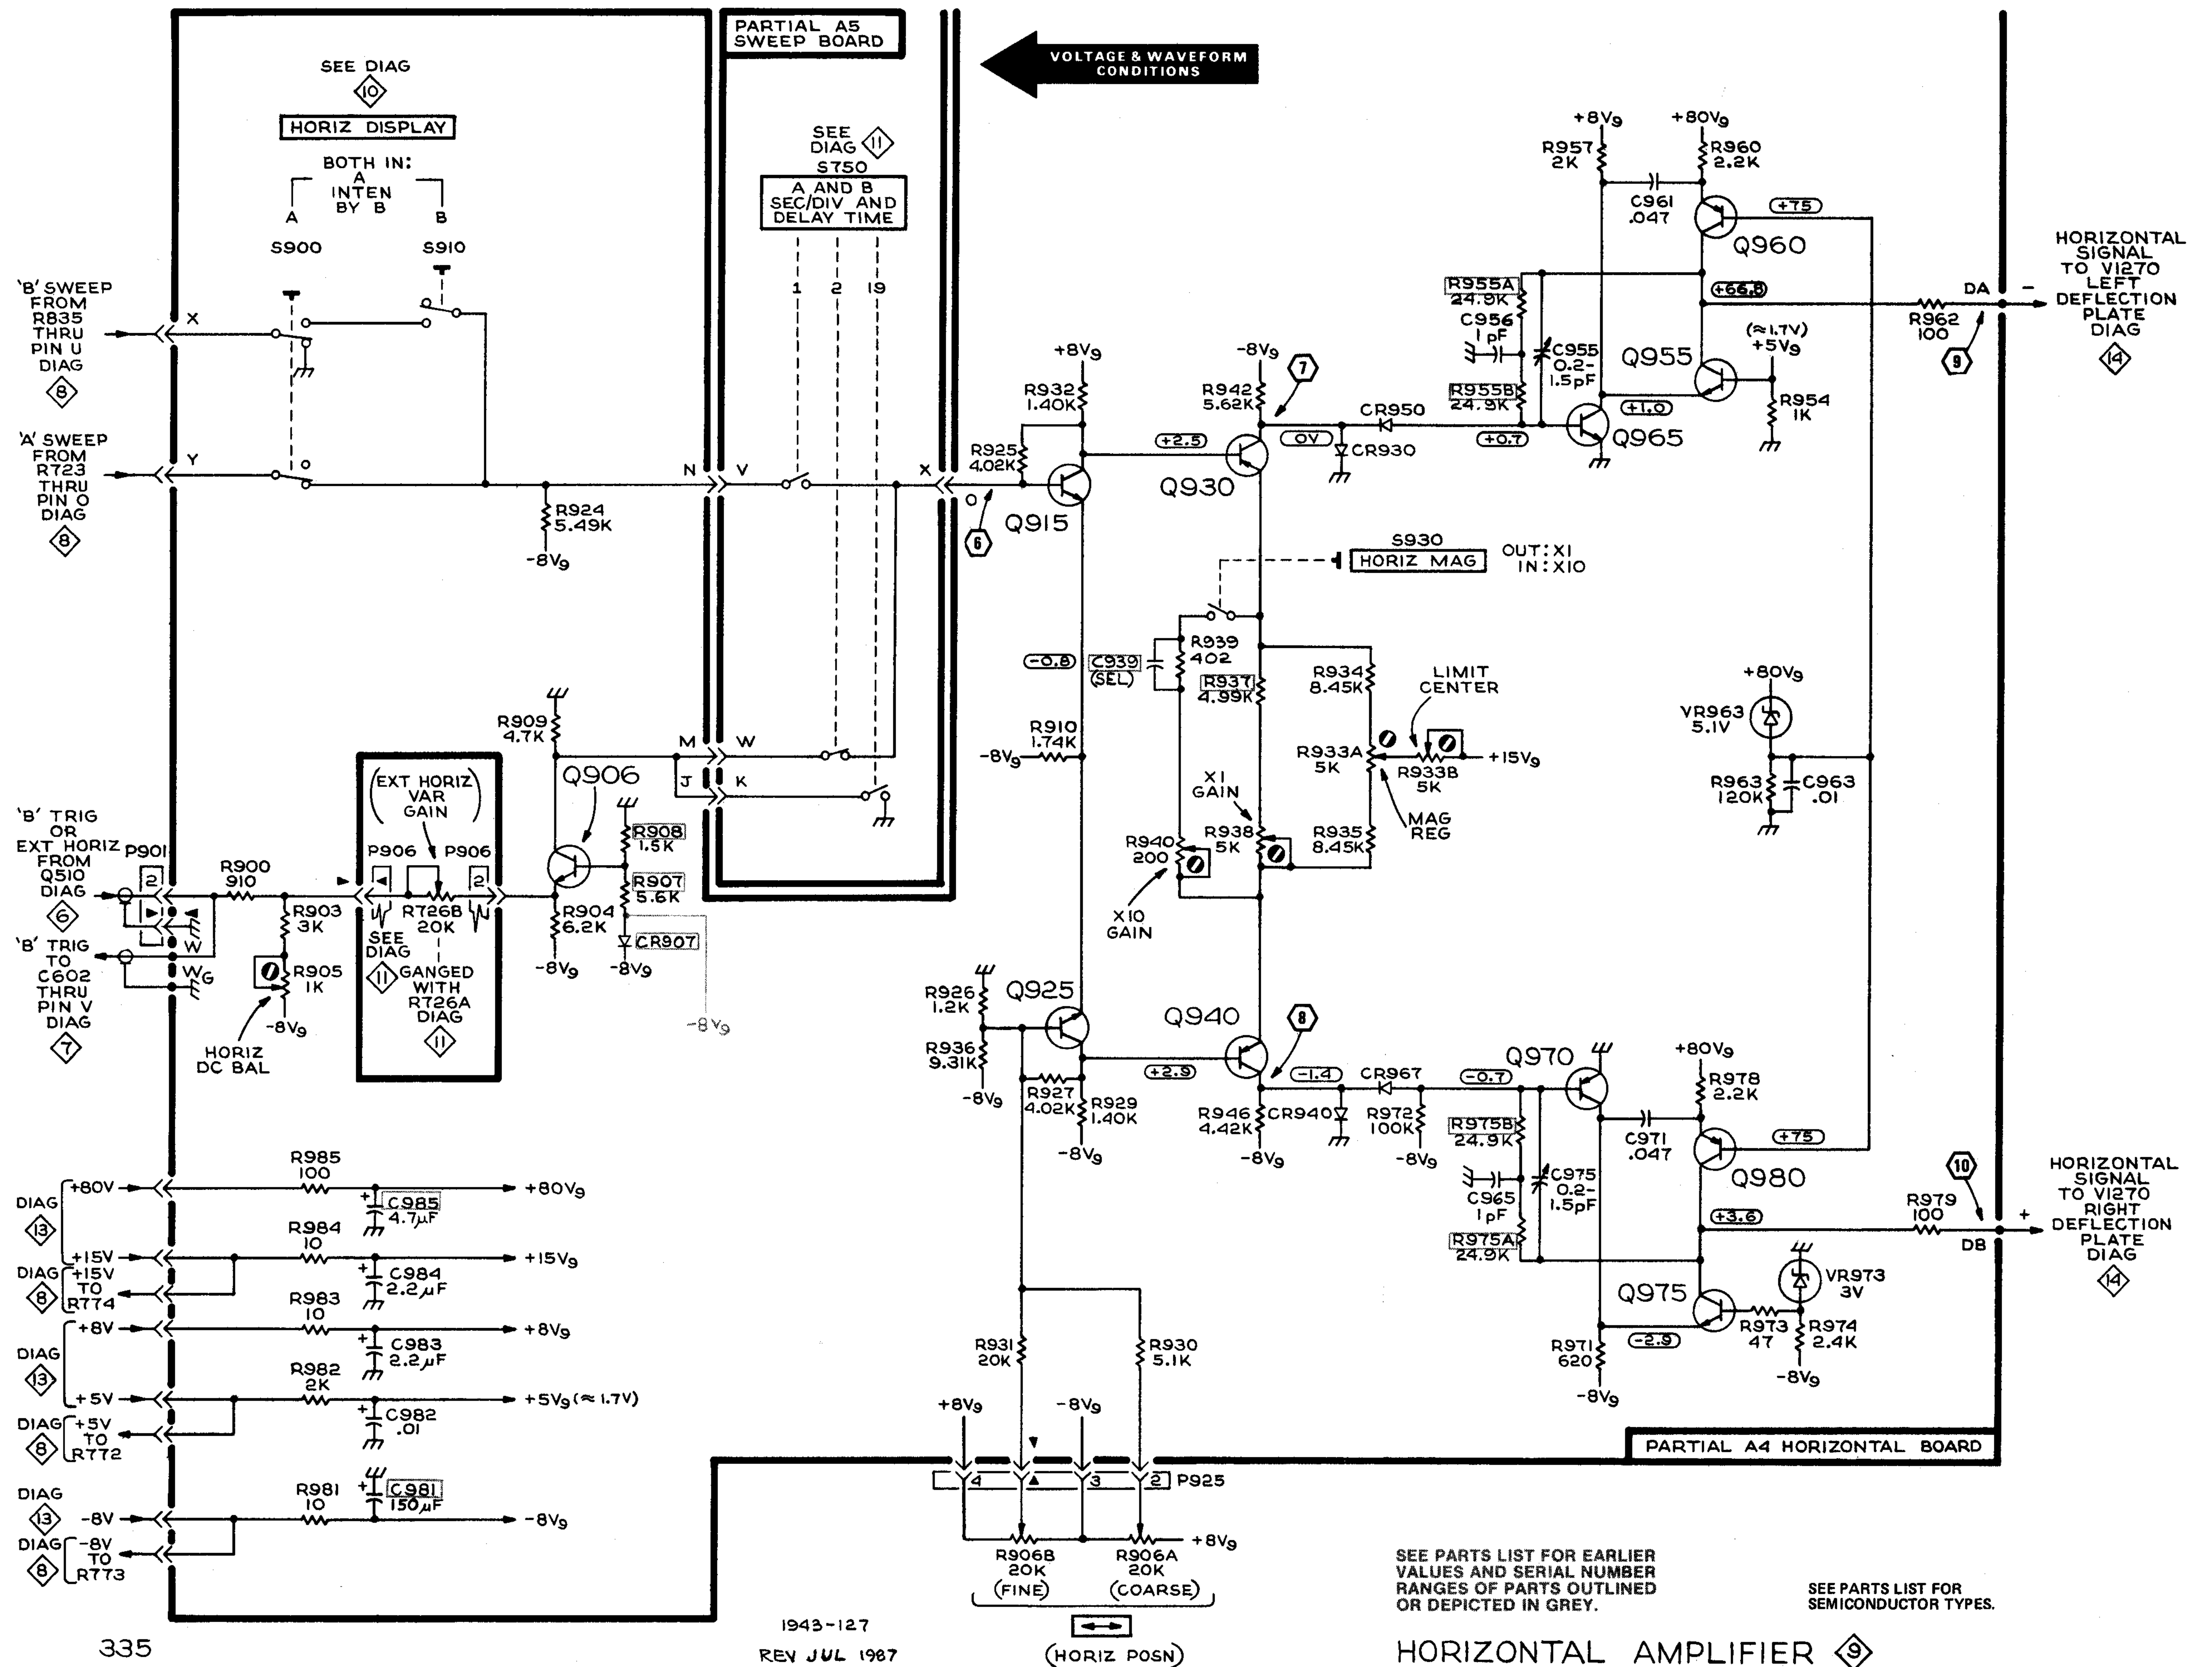 PARTIAL A5
SWEEP BOARD
VOLTAGE & WAVEFORM
CONDITIONS
SEE DIAG
10
HORIZ DISPLAY
BOTH IN:
A
INTEN
BY B
A
B
S900
S910
SEE
DIAG
11
S750
A AND B
SEC/DIV AND
DELAY TIME
1
2
19
'B' SWEEP
FROM
R835
THRU
PIN U
DIAG
8
X
'A' SWEEP
FROM
R723
THRU
PIN O
DIAG
8
Y
N
V
X
O
6
R924
5.49K
-8V9
+8V9
R932
1.40K
R925
4.02K
Q915
+2.5
-8V9
R942
5.62K
7
Q930
0V
CR930
CR950
+0.7
+8V9
R957
2K
+80V9
R960
2.2K
C961
.047
+75
Q960
R955A
24.9K
C956
1pF
R955B
24.9K
C955
0.2-
1.5pF
+66.8
Q955
(≈1.7V)
+5V9
R954
1K
+1.0
Q965
R962
100
9
DA
-
HORIZONTAL
SIGNAL
TO V1270
LEFT
DEFLECTION
PLATE
DIAG
14
S930
HORIZ MAG
OUT: X1
IN: X10
-0.8
C939
(SEL)
R939
402
R937
4.99K
R934
8.45K
LIMIT
CENTER
R910
1.74K
-8V9
R933A
5K
R933B
5K
+15V9
X1
GAIN
MAG
REG
R940
200
R938
5K
R935
8.45K
X10
GAIN
+80V9
VR963
5.1V
R963
120K
C963
.01
R909
4.7K
M
W
J
K
Q906
(EXT HORIZ
VAR
GAIN)
R908
1.5K
'B' TRIG
OR
EXT HORIZ
FROM
Q510
DIAG
6
P901
2
R900
910
P906
P906
2
R726B
20K
R907
5.6K
R903
3K
R904
6.2K
CR907
-8V9
-8V9
-8V9
SEE
DIAG
11
GANGED
WITH
R726A
DIAG
11
'B' TRIG
TO
C602
THRU
PIN V
DIAG
7
W
WG
R905
1K
-8V9
HORIZ
DC BAL
R926
1.2K
Q925
R936
9.31K
-8V9
R927
4.02K
R929
1.40K
-8V9
+2.9
Q940
8
-1.4
CR967
-0.7
R946
4.42K
-8V9
CR940
R972
100K
-8V9
Q970
+80V9
R978
2.2K
R975B
24.9K
C971
.047
+75
Q980
C965
1pF
C975
0.2-
1.5pF
R975A
24.9K
+3.6
R979
100
10
DB
+
HORIZONTAL
SIGNAL
TO V1270
RIGHT
DEFLECTION
PLATE
DIAG
14
VR973
3V
Q975
-2.9
R973
47
R974
2.4K
-8V9
R971
620
-8V9
DIAG
13
+80V
R985
100
C985
4.7µF
+80V9
+15V
R984
10
C984
2.2µF
+15V9
DIAG
8
+15V
TO
R774
DIAG
13
+8V
R983
10
C983
2.2µF
+8V9
+5V
R982
2K
C982
.01
+5V9 (≈1.7V)
DIAG
8
+5V
TO
R772
DIAG
13
-8V
R981
10
C981
150µF
-8V9
DIAG
8
-8V
TO
R773
R931
20K
R930
5.1K
+8V9
-8V9
4
3
2
P925
R906B
20K
(FINE)
R906A
20K
(COARSE)
+8V9
(HORIZ POSN)
PARTIAL A4 HORIZONTAL BOARD
SEE PARTS LIST FOR EARLIER
VALUES AND SERIAL NUMBER
RANGES OF PARTS OUTLINED
OR DEPICTED IN GREY.
SEE PARTS LIST FOR
SEMICONDUCTOR TYPES.
335
1943-127
REV JUL 1987
HORIZONTAL AMPLIFIER 9